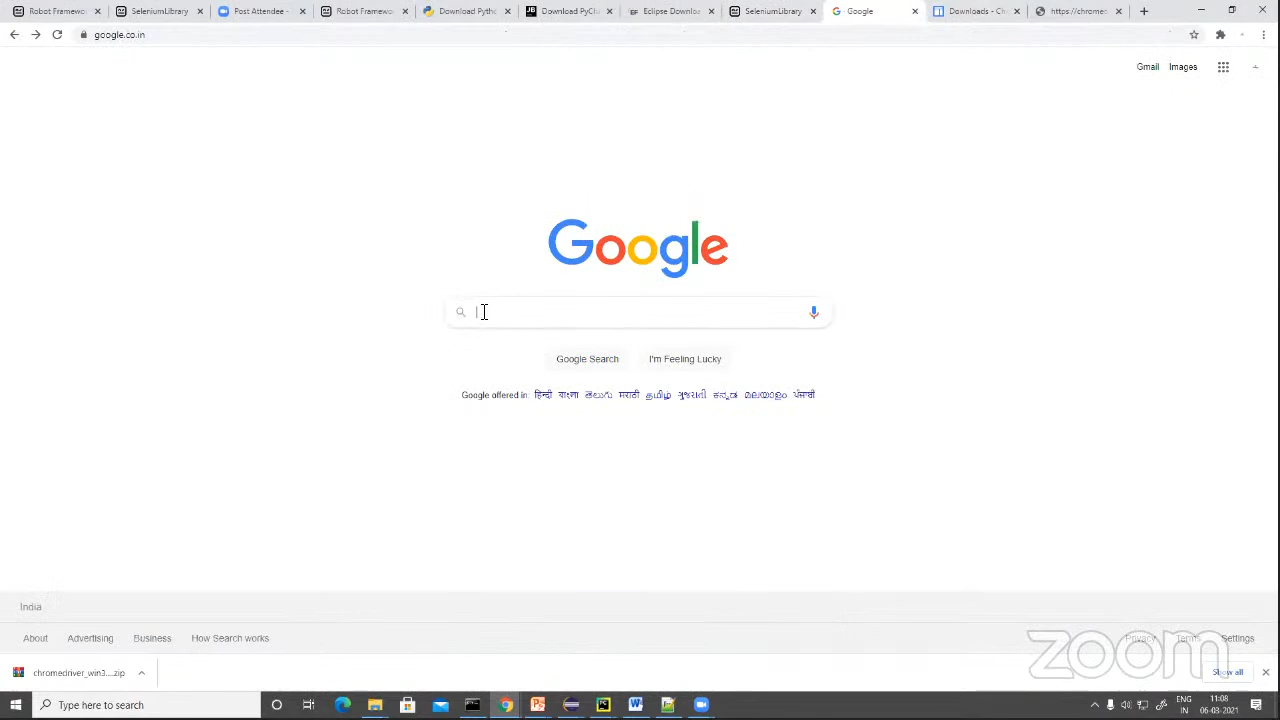 Robot Framewo
SeleniumLibrary
Post Attendee -
Robot Framewo
Download Pyth
Download PyCh
Eclipse Downlo
SeleniumLibrary
Google
Downloads - Ch
https://chrome
google.co.in
Gmail Images
Google
Google Search
I'm Feeling Lucky
Google offered in: हिन्दी বাংলা తెలుగు मराठी தமிழ் ગુજરાતી ಕನ್ನಡ മലയാളം ਪੰਜਾਬੀ
India
About Advertising Business How Search works
Privacy Terms Settings
zoom
chromedriver_win3....zip
Show all
Type here to search
ENG
IN
11:08
06-08-2021